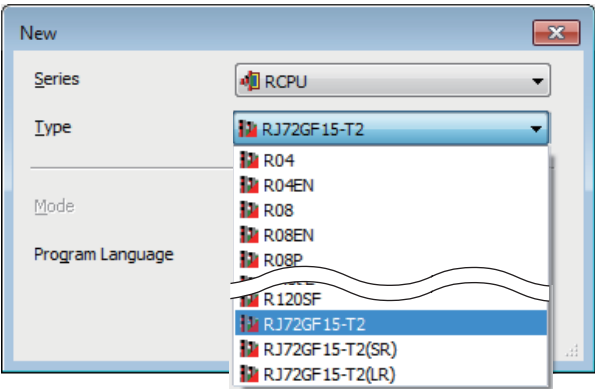 New
Series
RCPU
Type
RJ72GF15-T2
R04
R04EN
R08
R08EN
R08P
R120SF
RJ72GF15-T2
RJ72GF15-T2(SR)
RJ72GF15-T2(LR)
Mode
Program Language